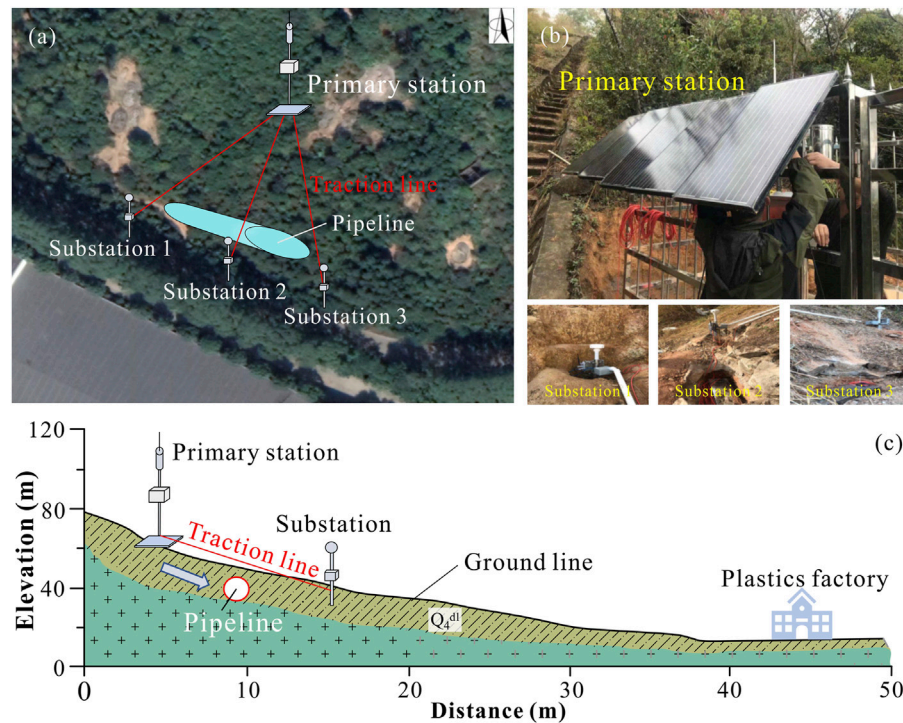 (a)
Primary station
Traction line
Pipeline
Substation 1
Substation 2
Substation 3
(b)
Primary station
Substation 1
Substation 2
Substation 3
(c)
Elevation (m)
120
80
40
0
Primary station
Traction line
Substation
Ground line
Pipeline
Q₄ᵈˡ
Plastics factory
0
10
20
30
40
50
Distance (m)